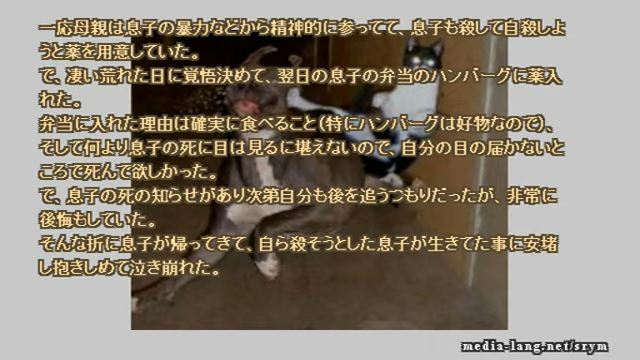 一応母親は息子の暴力などから精神的に参ってて、息子も殺して自殺しよ
うと薬を用意していた。
で、凄い荒れた日に覚悟決めて、翌日の息子の弁当のハンバーグに薬入
れた。
弁当に入れた理由は確実に食べること（特にハンバーグは好物なので）、
そして何より息子の死に目は見るに堪えないので、自分の目の届かないと
ころで死んで欲しかった。
で、息子の死の知らせがあり次第自分も後を追うつもりだったが、非常に
後悔もしていた。
そんな折に息子が帰ってきて、自ら殺そうとした息子が生きてた事に安堵
し抱きしめて泣き崩れた。
media-lang-net/srym